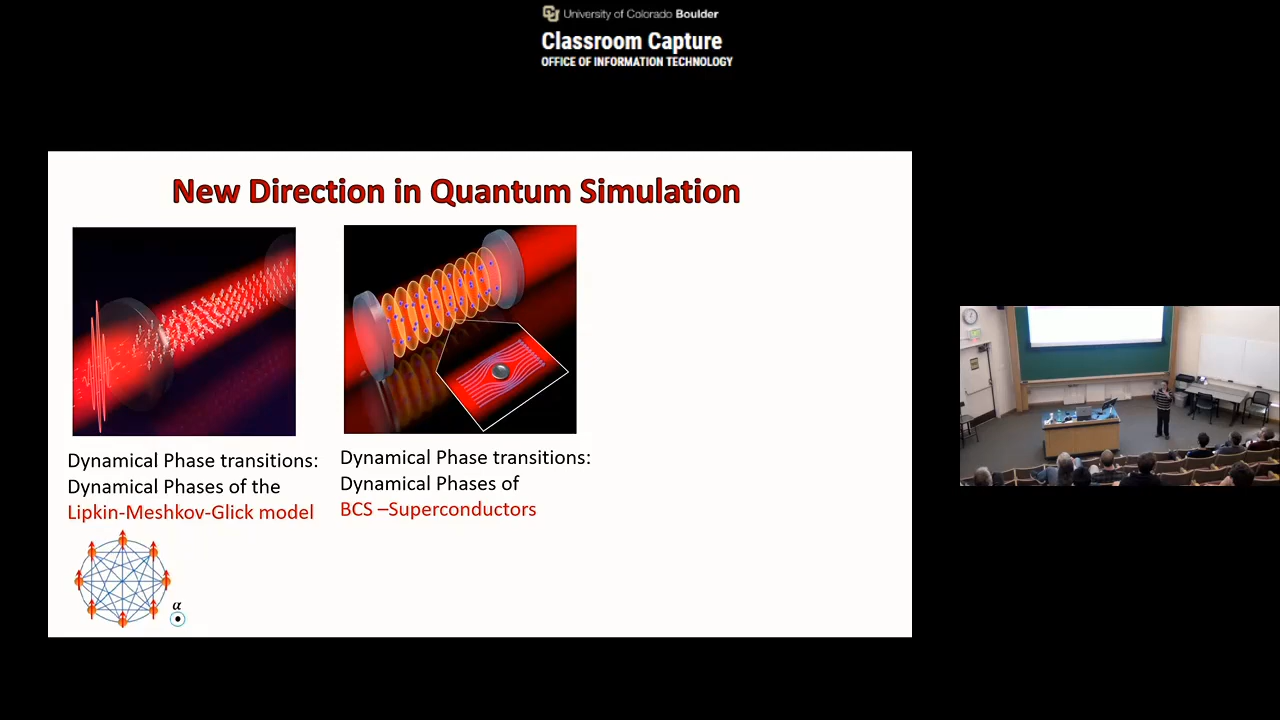 University of Colorado Boulder
Classroom Capture
OFFICE OF INFORMATION TECHNOLOGY
New Direction in Quantum Simulation
Dynamical Phase transitions:
Dynamical Phases of the
Lipkin-Meshkov-Glick model
Dynamical Phase transitions:
Dynamical Phases of
BCS –Superconductors
α